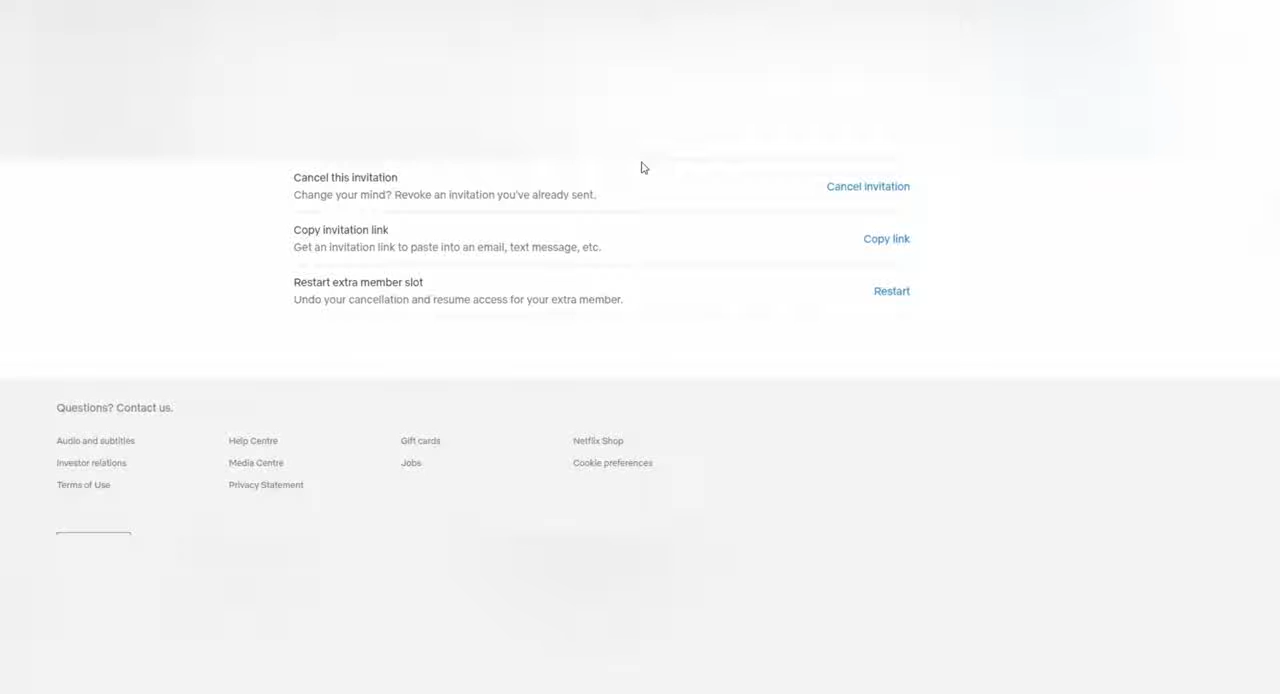 Cancel this invitation
Change your mind? Revoke an invitation you've already sent.
Cancel invitation
Copy invitation link
Get an invitation link to paste into an email, text message, etc.
Copy link
Restart extra member slot
Undo your cancellation and resume access for your extra member.
Restart
Questions? Contact us.
Audio and subtitles Help Centre Gift cards Netflix Shop
Investor relations Media Centre Jobs Cookie preferences
Terms of Use Privacy Statement